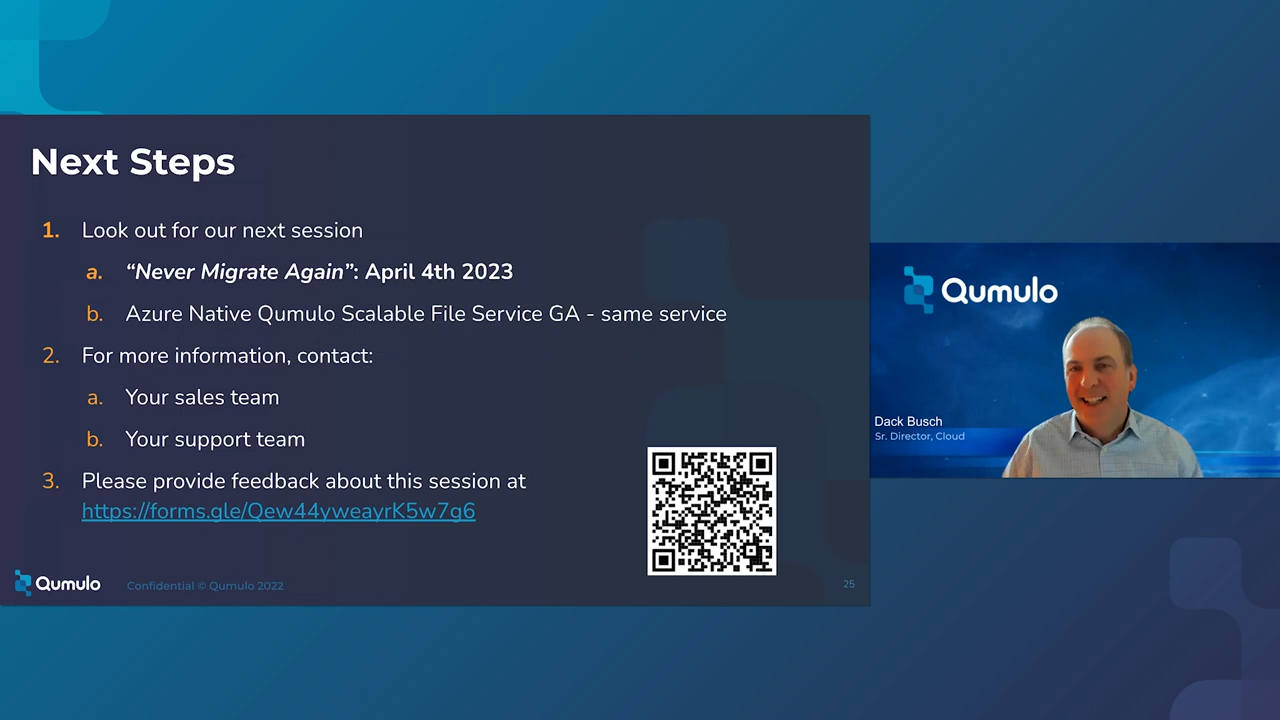 Next Steps
1. Look out for our next session
a. “Never Migrate Again”: April 4th 2023
b. Azure Native Qumulo Scalable File Service GA - same service
2. For more information, contact:
a. Your sales team
b. Your support team
3. Please provide feedback about this session at
https://forms.gle/Qew44yweayrK5w7g6
Qumulo
Confidential © Qumulo 2022
25
Qumulo
Dack Busch
Sr. Director, Cloud